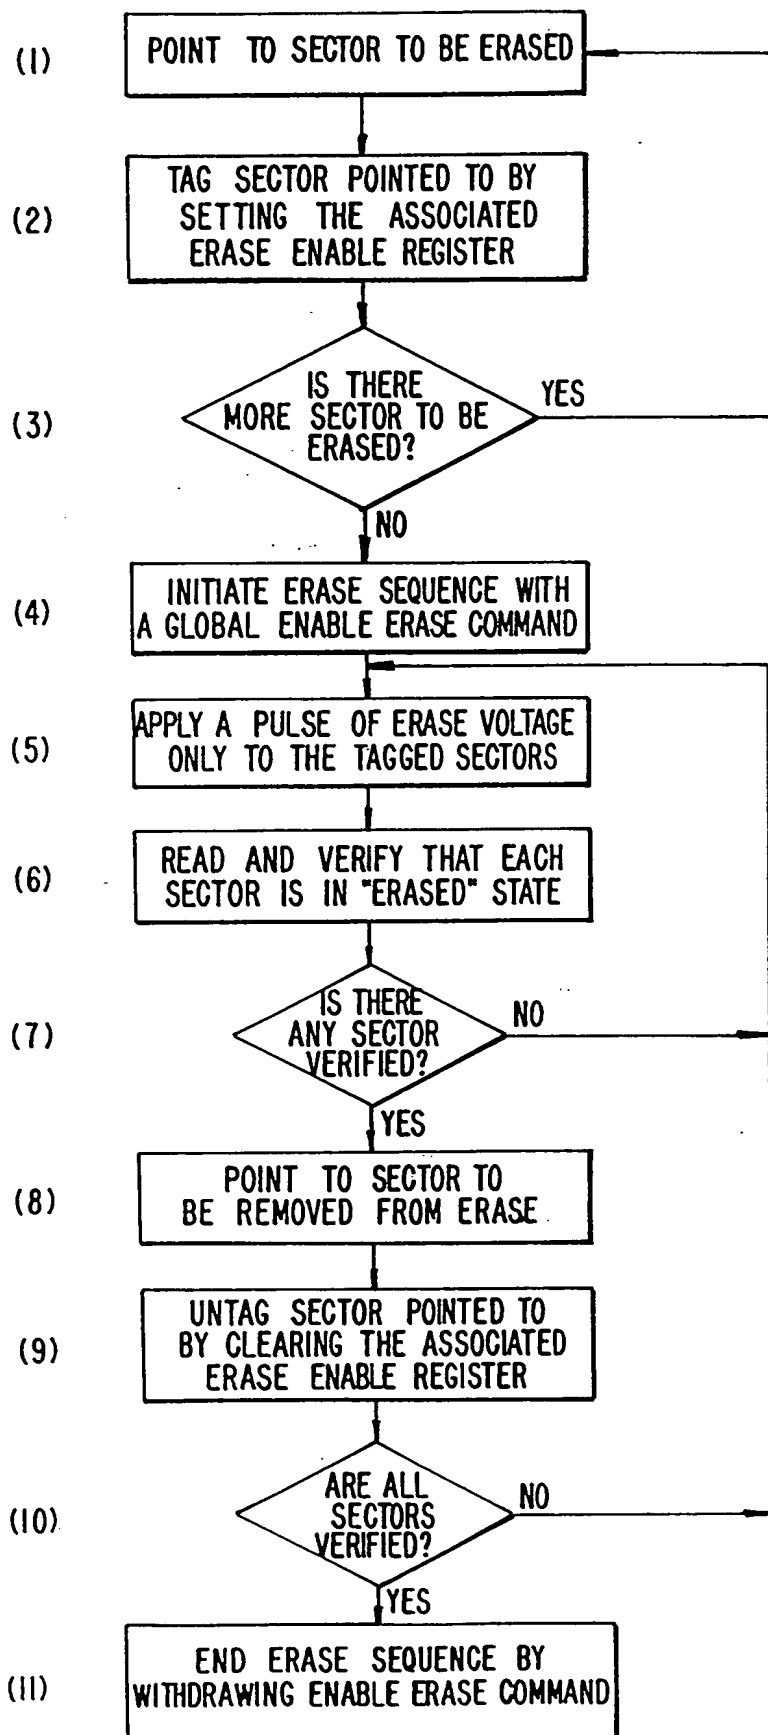 (1)
POINT TO SECTOR TO BE ERASED
(2)
TAG SECTOR POINTED TO BY
SETTING THE ASSOCIATED
ERASE ENABLE REGISTER
(3)
IS THERE
MORE SECTOR TO BE
ERASED?
YES
NO
(4)
INITIATE ERASE SEQUENCE WITH
A GLOBAL ENABLE ERASE COMMAND
(5)
APPLY A PULSE OF ERASE VOLTAGE
ONLY TO THE TAGGED SECTORS
(6)
READ AND VERIFY THAT EACH
SECTOR IS IN "ERASED" STATE
(7)
IS THERE
ANY SECTOR
VERIFIED?
NO
YES
(8)
POINT TO SECTOR TO
BE REMOVED FROM ERASE
(9)
UNTAG SECTOR POINTED TO
BY CLEARING THE ASSOCIATED
ERASE ENABLE REGISTER
(10)
ARE ALL
SECTORS
VERIFIED?
NO
YES
(11)
END ERASE SEQUENCE BY
WITHDRAWING ENABLE ERASE COMMAND